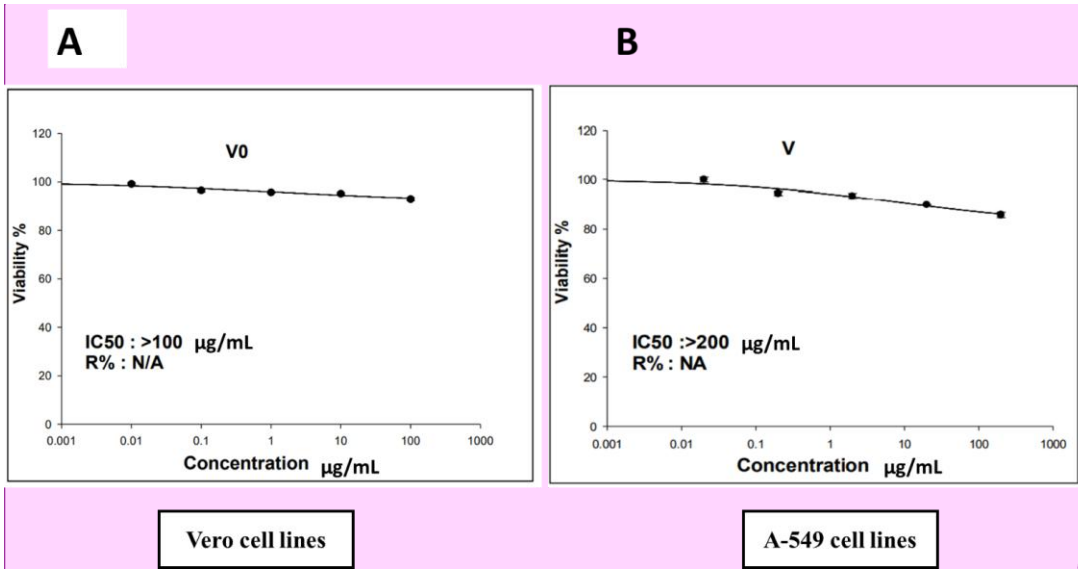 A
B
V0
120
100
80
60
40
20
0
Viability %
IC50 : >100 µg/mL
R% : N/A
0.001 0.01 0.1 1 10 100 1000
Concentration µg/mL
V
120
100
80
60
40
20
0
Viability %
IC50 :>200 µg/mL
R% : NA
0.001 0.01 0.1 1 10 100 1000
Concentration µg/mL
Vero cell lines
A-549 cell lines